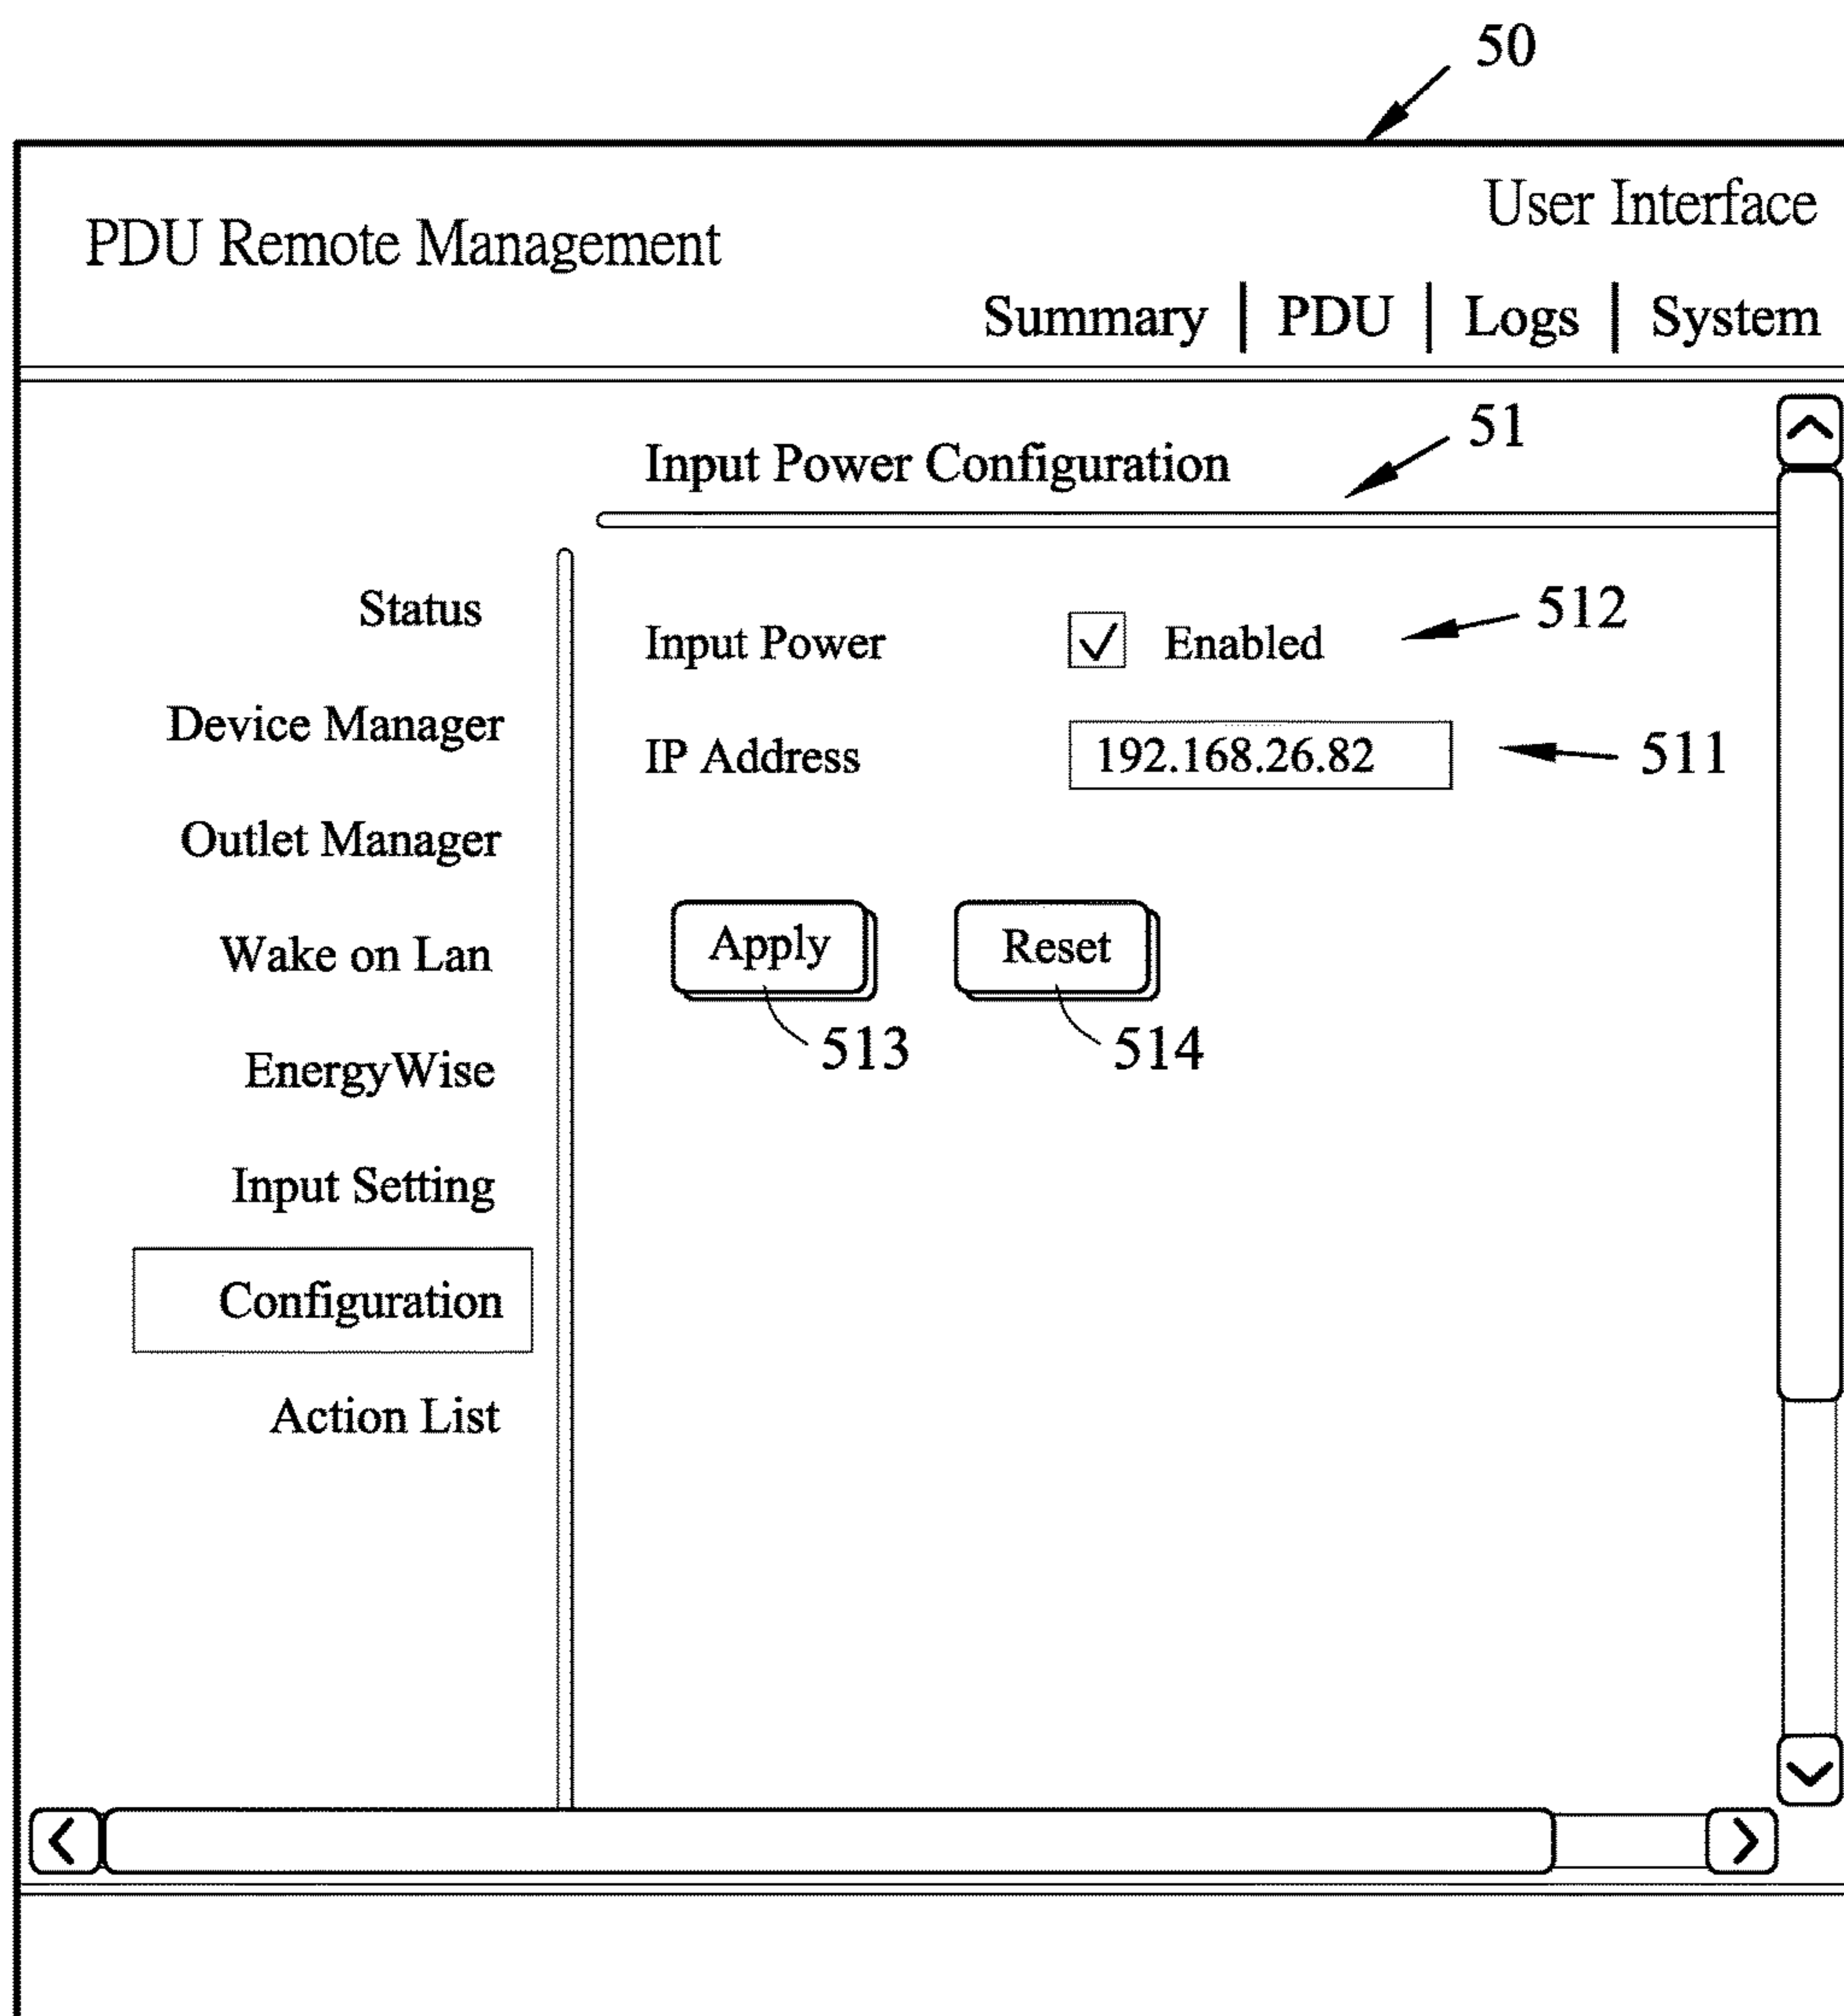 50
User Interface
PDU Remote Management
Summary | PDU | Logs | System
Input Power Configuration
51
Status
Device Manager
Outlet Manager
Wake on Lan
EnergyWise
Input Setting
Configuration
Action List
Input Power
Enabled
512
IP Address
192.168.26.82
511
Apply
Reset
513
514